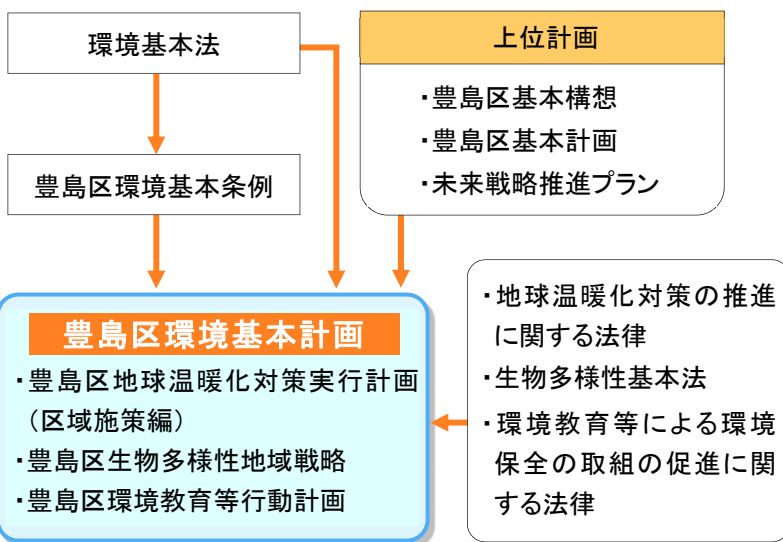 環境基本法
豊島区環境基本条例
上位計画
・豊島区基本構想
・豊島区基本計画
・未来戦略推進プラン
豊島区環境基本計画
・豊島区地球温暖化対策実行計画
（区域施策編）
・豊島区生物多様性地域戦略
・豊島区環境教育等行動計画
・地球温暖化対策の推進
に関する法律
・生物多様性基本法
・環境教育等による環境
保全の取組の促進に関
する法律